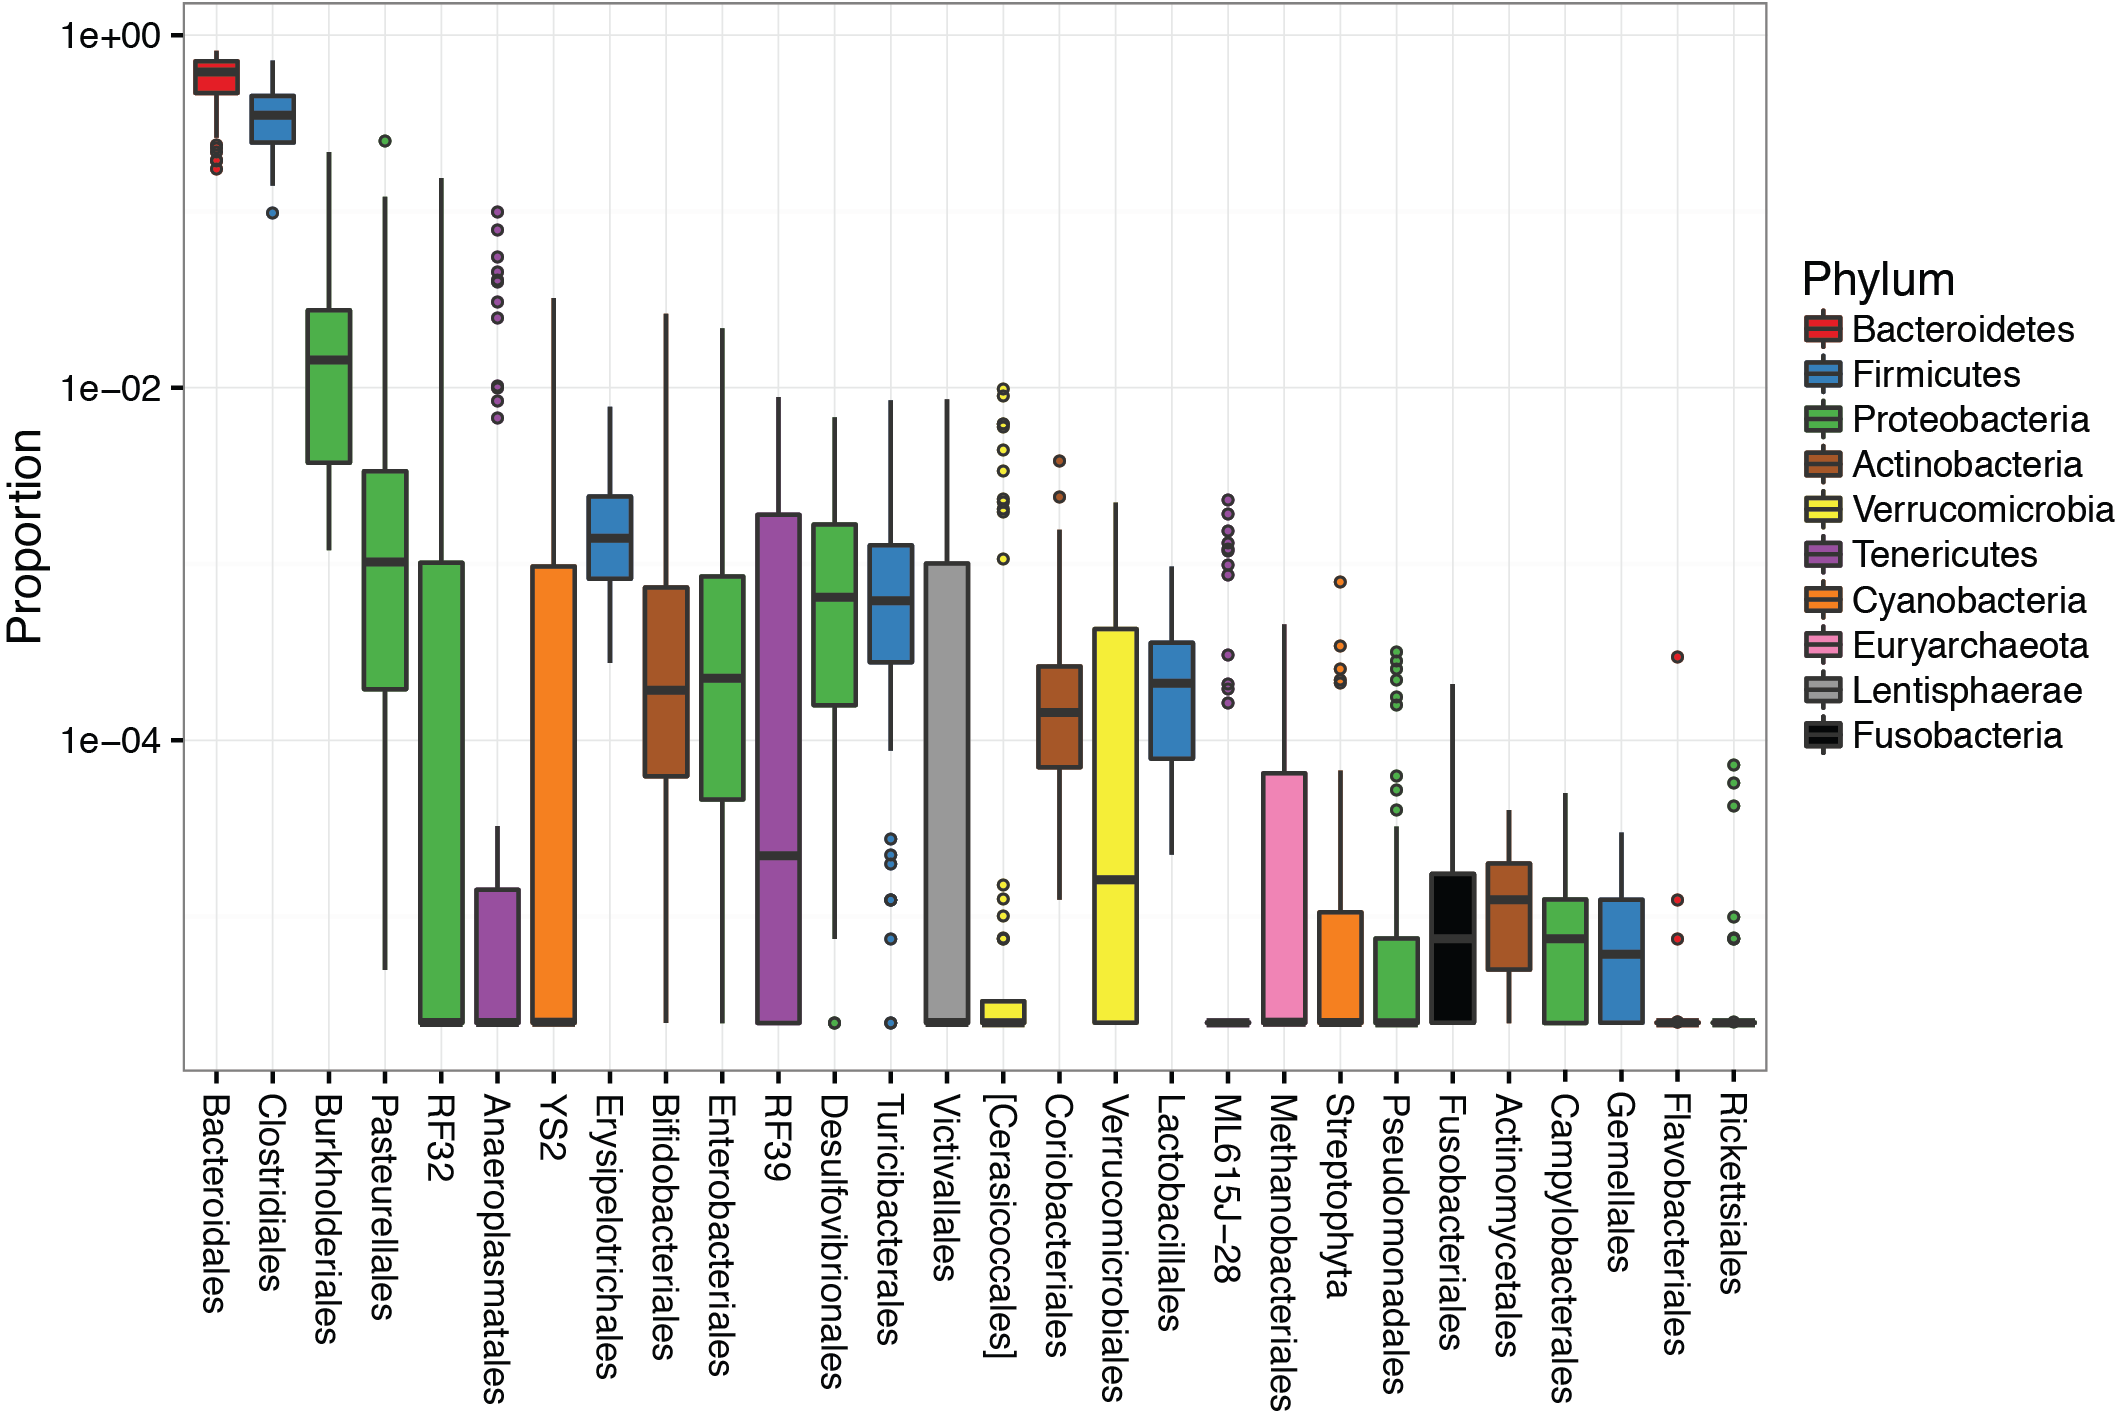 1e+00
1e−02
1e−04
Proportion
Bacteroidales
Clostridiales
Burkholderiales
Pasteurellales
RF32
Anaeroplasmatales
YS2
Erysipelotrichales
Bifidobacteriales
Enterobacteriales
RF39
Desulfovibrionales
Turicibacterales
Victivallales
[Cerasicoccales]
Coriobacteriales
Verrucomicrobiales
Lactobacillales
ML615J−28
Methanobacteriales
Streptophyta
Pseudomonadales
Fusobacteriales
Actinomycetales
Campylobacterales
Gemellales
Flavobacteriales
Rickettsiales
Phylum
Bacteroidetes
Firmicutes
Proteobacteria
Actinobacteria
Verrucomicrobia
Tenericutes
Cyanobacteria
Euryarchaeota
Lentisphaerae
Fusobacteria